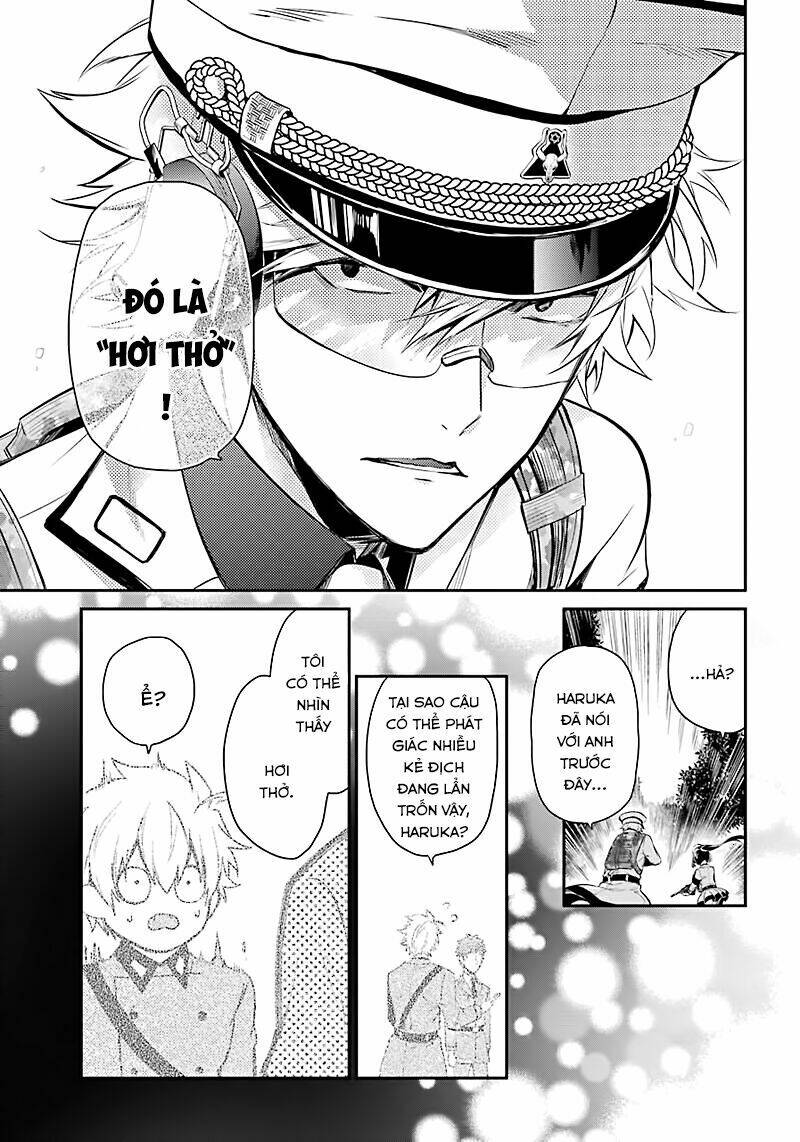 ĐÓ LÀ
"HƠI THỞ"
!
...HẢ?
HARUKA
ĐÃ NÓI
VỚI ANH
TRƯỚC
ĐÂY...
TẠI SAO CẬU
CÓ THỂ PHÁT
GIÁC NHIỀU
KẺ ĐỊCH
ĐANG LẨN
TRỐN VẬY,
HARUKA?
TÔI
CÓ THỂ
NHÌN
THẤY
HƠI
THỞ.
Ể?